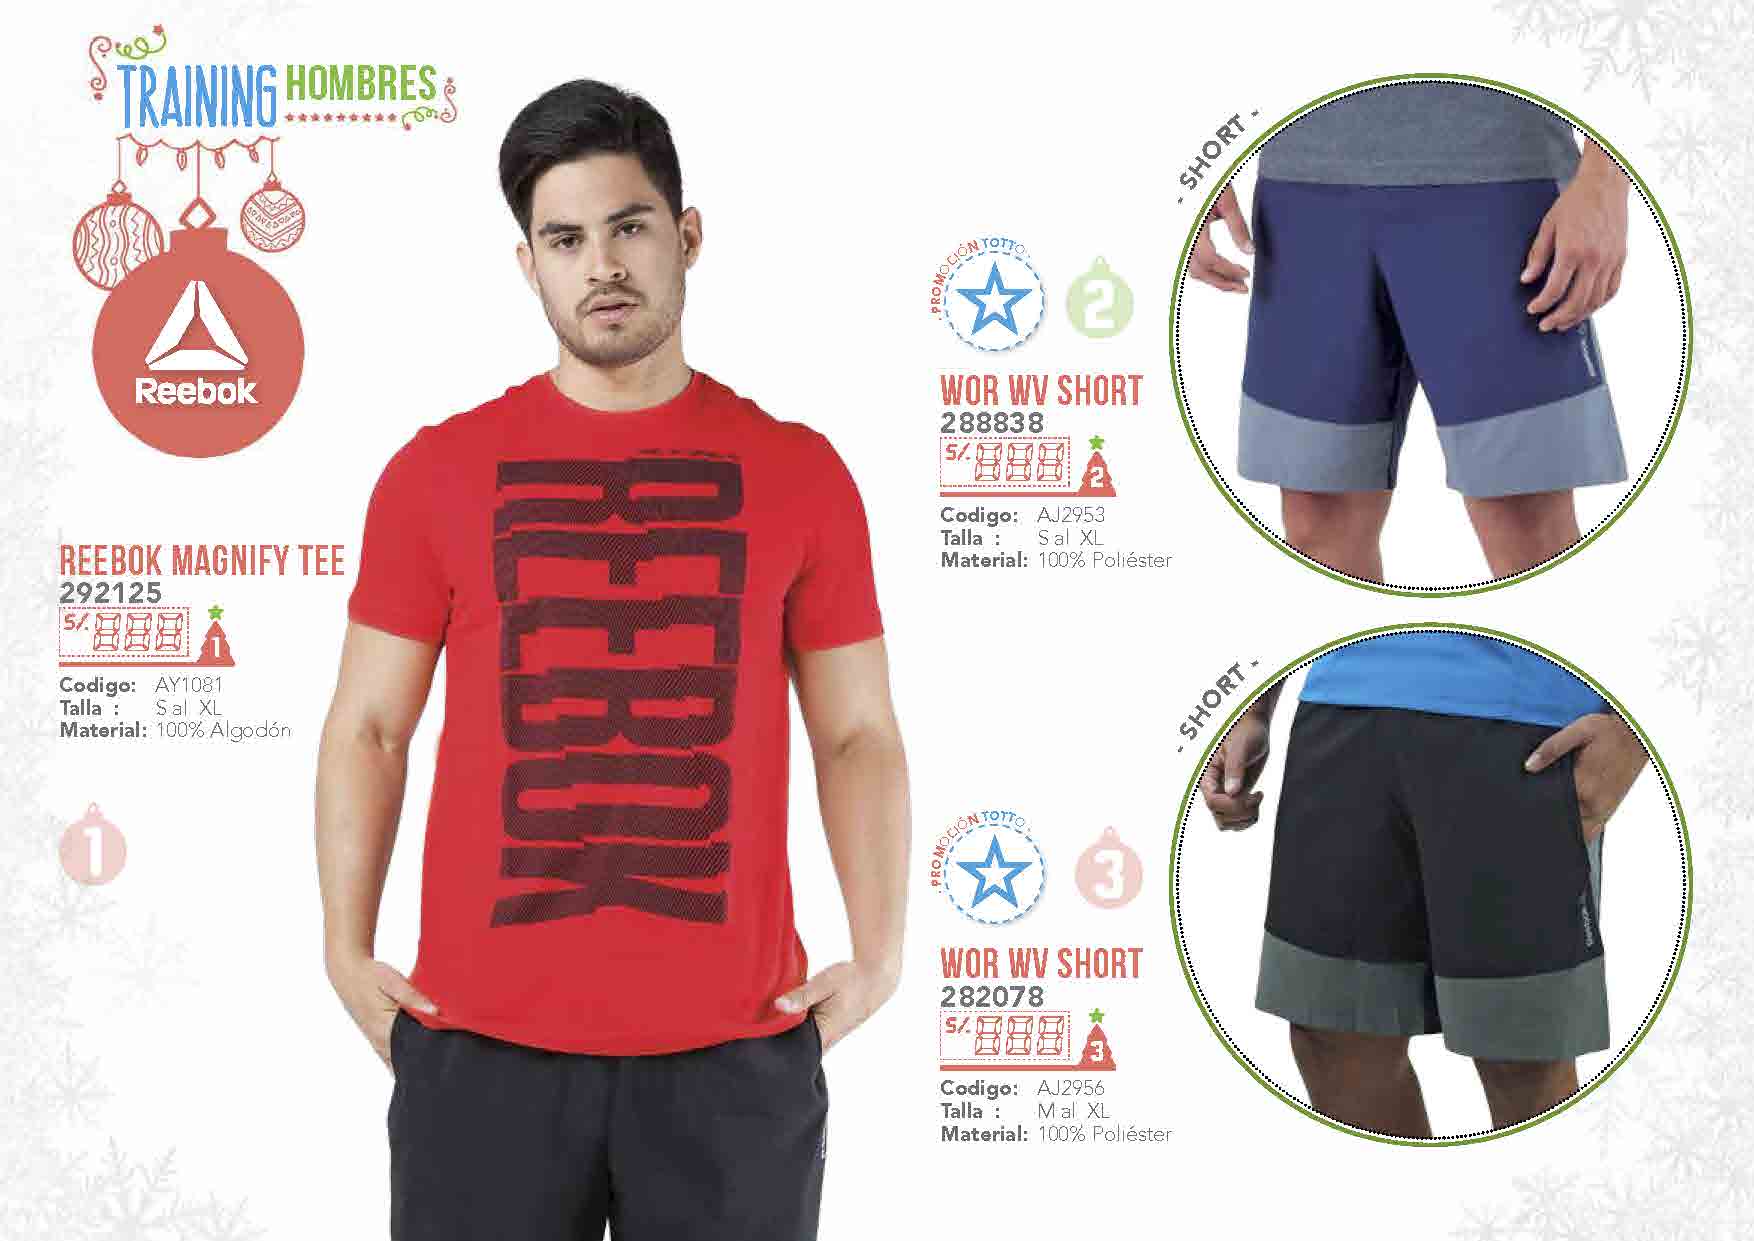 TRAINING HOMBRES
Reebok
REEBOK MAGNIFY TEE
292125
S/. 888
1
Codigo: AY1081
Talla : S al XL
Material: 100% Algodón
1
REEBOK
· PROMOCIÓN TOTTO ·
2
WOR WV SHORT
288838
S/. 888
2
Codigo: AJ2953
Talla : S al XL
Material: 100% Poliéster
- SHORT -
Reebok
· PROMOCIÓN TOTTO ·
3
WOR WV SHORT
282078
S/. 888
3
Codigo: AJ2956
Talla : M al XL
Material: 100% Poliéster
- SHORT -
Reebok